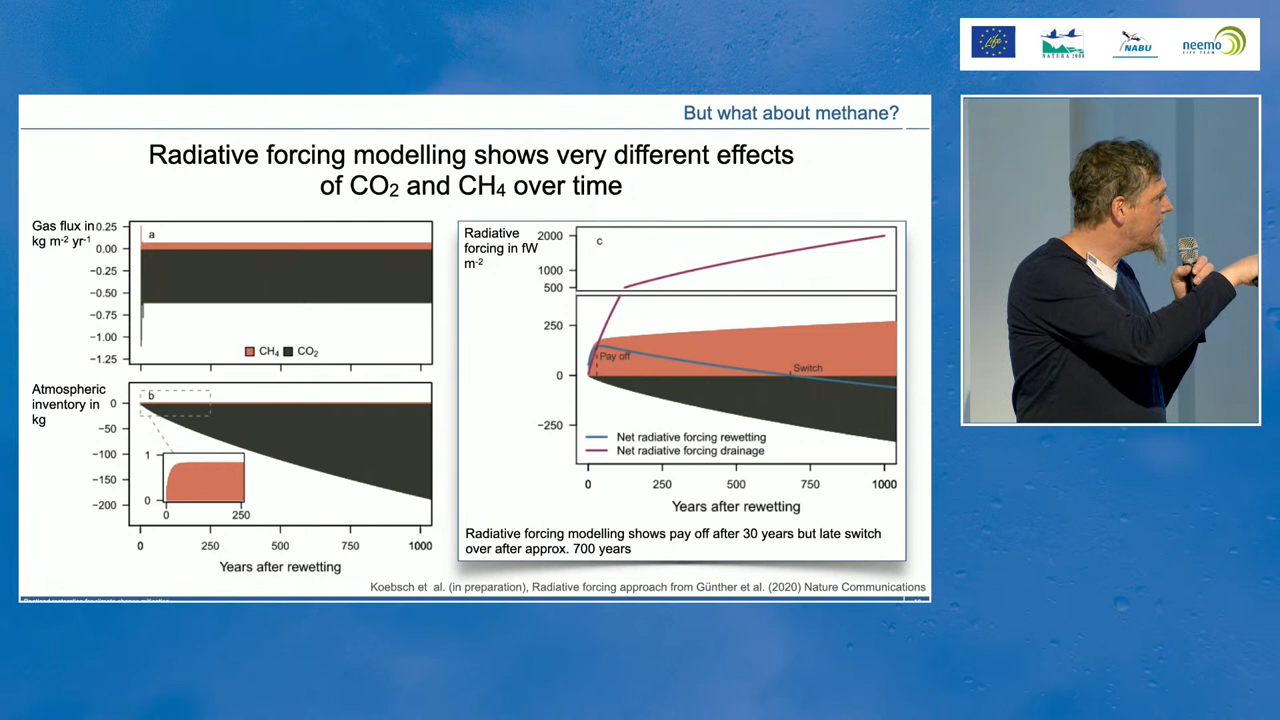 Life
NATURA 2000
NABU
neemo
LIFE TEAM
But what about methane?
Radiative forcing modelling shows very different effects
of CO2 and CH4 over time
Gas flux in
kg m-2 yr-1
0.25
0.00
−0.25
−0.50
−0.75
−1.00
−1.25
a
CH4 CO2
Atmospheric
inventory in
kg
0
−50
−100
−150
−200
b
1
0
0 250
0 250 500 750 1000
Years after rewetting
Radiative
forcing in fW
m-2
2000
1000
500
250
0
−250
c
Pay off
Switch
Net radiative forcing rewetting
Net radiative forcing drainage
0 250 500 750 1000
Years after rewetting
Radiative forcing modelling shows pay off after 30 years but late switch
over after approx. 700 years
Koebsch et al. (in preparation), Radiative forcing approach from Günther et al. (2020) Nature Communications